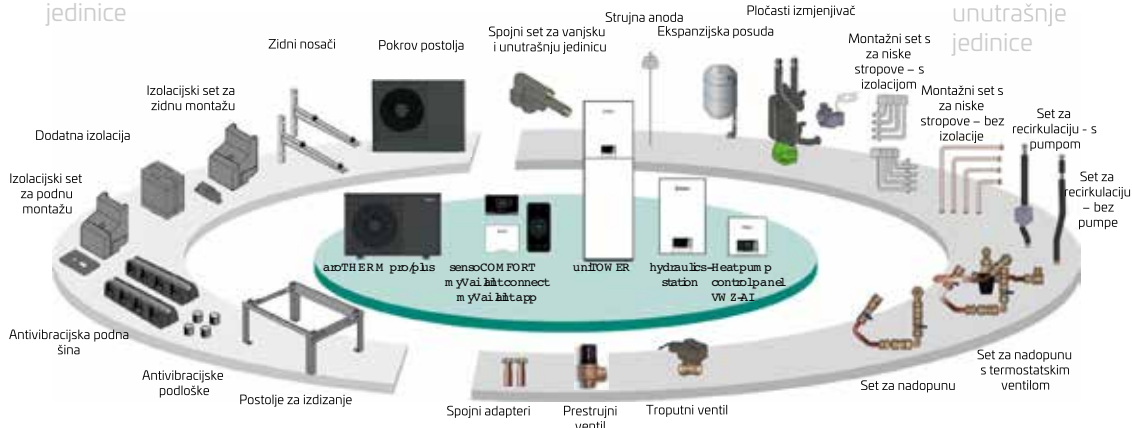 jedinice
unutrašnje
jedinice
Zidni nosači
Pokrov postolja
Spojni set za vanjsku
i unutrašnju jedinicu
Strujna anoda
Ekspanzijska posuda
Pločasti izmjenjivač
Montažni set s
za niske
stropove – s
izolacijom
Montažni set s
za niske
stropove – bez
izolacije
Set za
recirkulaciju - s
pumpom
Set za
recirkulaciju
– bez
pumpe
Izolacijski set za
zidnu montažu
Dodatna izolacija
Izolacijski set
za podnu
montažu
aroTHERM pro/plus
sensoCOMFORT
myVaillant connect
myVaillant app
uniTOWER
hydraulics-
station
Heatpump
control panel
VWZ-AI
Antivibracijska podna
šina
Antivibracijske
podloške
Postolje za izdizanje
Spojni adapteri
Prestrujni
ventil
Troputni ventil
Set za nadopunu
Set za nadopunu
s termostatskim
ventilom